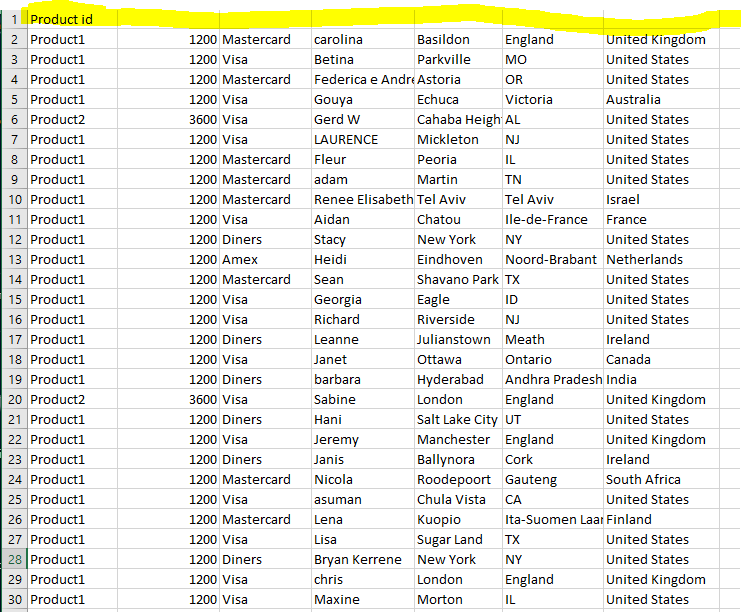 1 Product id
2 Product1 1200 Mastercard carolina Basildon England United Kingdom
3 Product1 1200 Visa Betina Parkville MO United States
4 Product1 1200 Mastercard Federica e Andre Astoria OR United States
5 Product1 1200 Visa Gouya Echuca Victoria Australia
6 Product2 3600 Visa Gerd W Cahaba Heigh AL United States
7 Product1 1200 Visa LAURENCE Mickleton NJ United States
8 Product1 1200 Mastercard Fleur Peoria IL United States
9 Product1 1200 Mastercard adam Martin TN United States
10 Product1 1200 Mastercard Renee Elisabeth Tel Aviv Tel Aviv Israel
11 Product1 1200 Visa Aidan Chatou Ile-de-France France
12 Product1 1200 Diners Stacy New York NY United States
13 Product1 1200 Amex Heidi Eindhoven Noord-Brabant Netherlands
14 Product1 1200 Mastercard Sean Shavano Park TX United States
15 Product1 1200 Visa Georgia Eagle ID United States
16 Product1 1200 Visa Richard Riverside NJ United States
17 Product1 1200 Diners Leanne Julianstown Meath Ireland
18 Product1 1200 Visa Janet Ottawa Ontario Canada
19 Product1 1200 Diners barbara Hyderabad Andhra Pradesh India
20 Product2 3600 Visa Sabine London England United Kingdom
21 Product1 1200 Diners Hani Salt Lake City UT United States
22 Product1 1200 Visa Jeremy Manchester England United Kingdom
23 Product1 1200 Diners Janis Ballynora Cork Ireland
24 Product1 1200 Mastercard Nicola Roodepoort Gauteng South Africa
25 Product1 1200 Visa asuman Chula Vista CA United States
26 Product1 1200 Mastercard Lena Kuopio Ita-Suomen Laan Finland
27 Product1 1200 Visa Lisa Sugar Land TX United States
28 Product1 1200 Diners Bryan Kerrene New York NY United States
29 Product1 1200 Visa chris London England United Kingdom
30 Product1 1200 Visa Maxine Morton IL United States